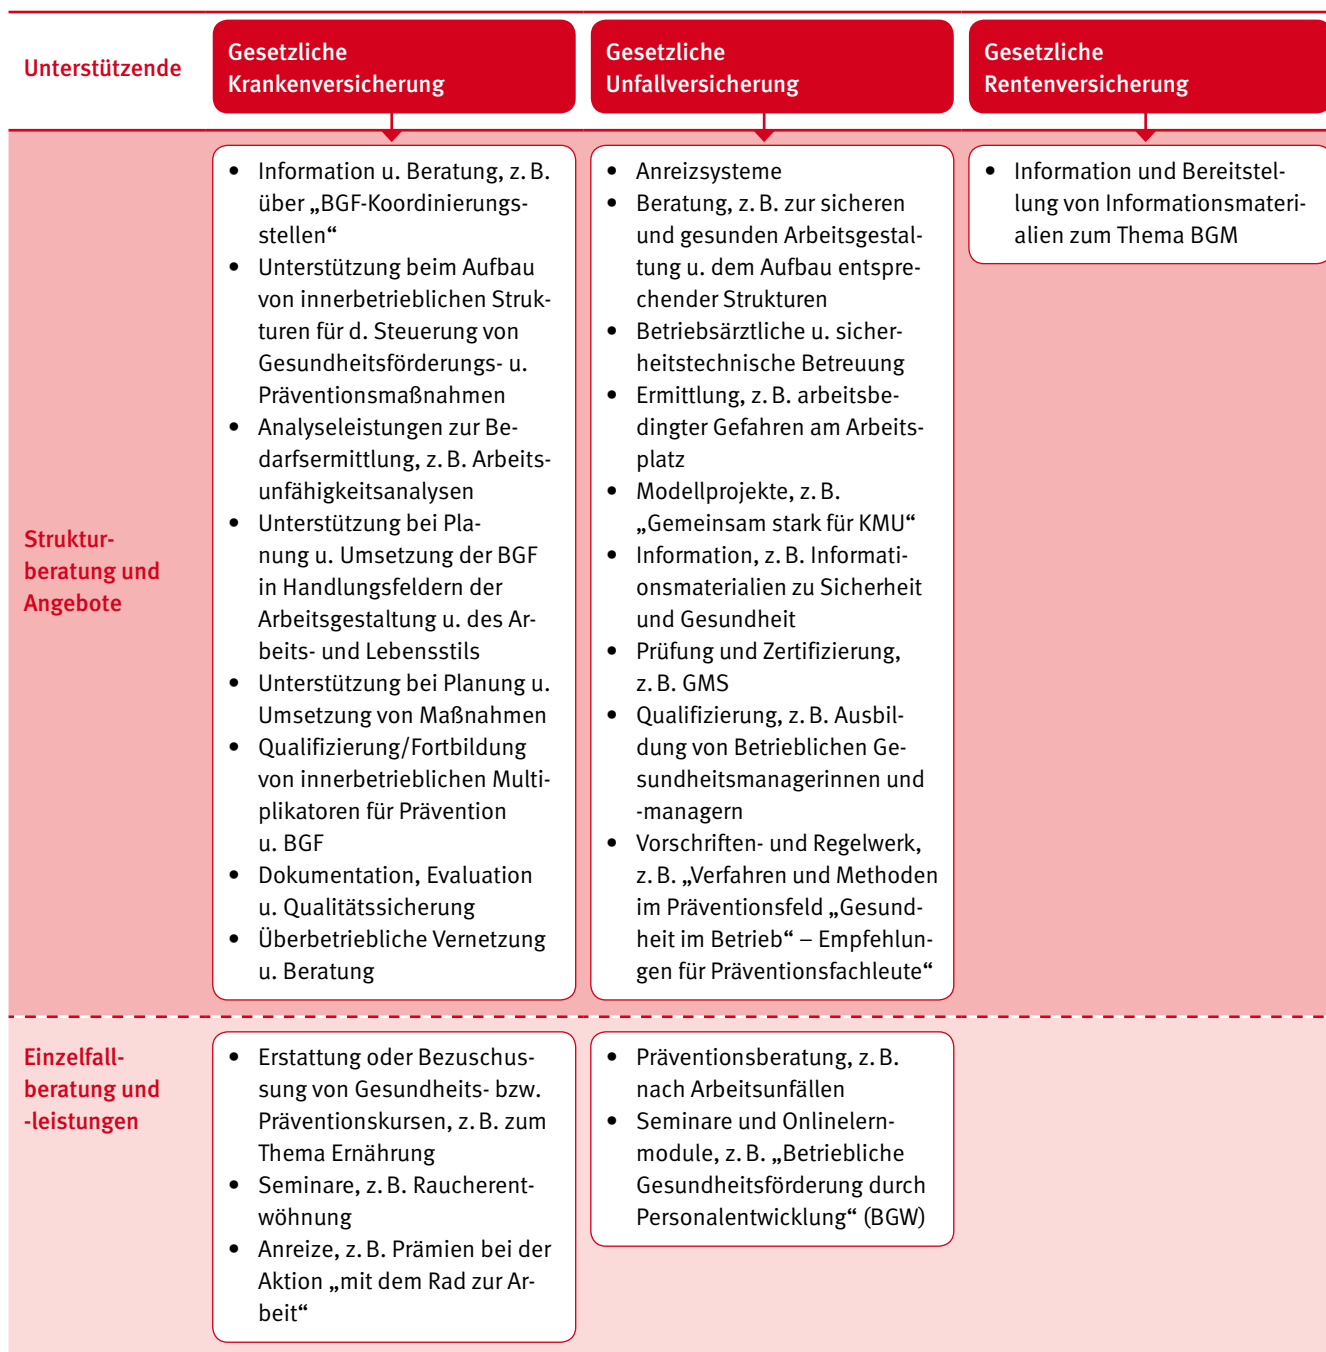 Unterstützende
Gesetzliche
Krankenversicherung
Gesetzliche
Unfallversicherung
Gesetzliche
Rentenversicherung
Struktur-
beratung und
Angebote
• Information u. Beratung, z. B.
über „BGF-Koordinierungs-
stellen“
• Unterstützung beim Aufbau
von innerbetrieblichen Struk-
turen für d. Steuerung von
Gesundheitsförderungs- u.
Präventionsmaßnahmen
• Analyseleistungen zur Be-
darfsermittlung, z. B. Arbeits-
unfähigkeitsanalysen
• Unterstützung bei Pla-
nung u. Umsetzung der BGF
in Handlungsfeldern der
Arbeitsgestaltung u. des Ar-
beits- und Lebensstils
• Unterstützung bei Planung u.
Umsetzung von Maßnahmen
• Qualifizierung/Fortbildung
von innerbetrieblichen Multi-
plikatoren für Prävention
u. BGF
• Dokumentation, Evaluation
u. Qualitätssicherung
• Überbetriebliche Vernetzung
u. Beratung
• Anreizsysteme
• Beratung, z. B. zur sicheren
und gesunden Arbeitsgestal-
tung u. dem Aufbau entspre-
chender Strukturen
• Betriebsärztliche u. sicher-
heitstechnische Betreuung
• Ermittlung, z. B. arbeitsbe-
dingter Gefahren am Arbeits-
platz
• Modellprojekte, z. B.
„Gemeinsam stark für KMU“
• Information, z. B. Informati-
onsmaterialien zu Sicherheit
und Gesundheit
• Prüfung und Zertifizierung,
z. B. GMS
• Qualifizierung, z. B. Ausbil-
dung von Betrieblichen Ge-
sundheitsmanagerinnen und
-managern
• Vorschriften- und Regelwerk,
z. B. „Verfahren und Methoden
im Präventionsfeld „Gesund-
heit im Betrieb“ – Empfehlun-
gen für Präventionsfachleute“
• Information und Bereitstel-
lung von Informationsmateri-
alien zum Thema BGM
Einzelfall-
beratung und
-leistungen
• Erstattung oder Bezuschus-
sung von Gesundheits- bzw.
Präventionskursen, z. B. zum
Thema Ernährung
• Seminare, z. B. Raucherent-
wöhnung
• Anreize, z. B. Prämien bei der
Aktion „mit dem Rad zur Ar-
beit“
• Präventionsberatung, z. B.
nach Arbeitsunfällen
• Seminare und Onlinelern-
module, z. B. „Betriebliche
Gesundheitsförderung durch
Personalentwicklung“ (BGW)